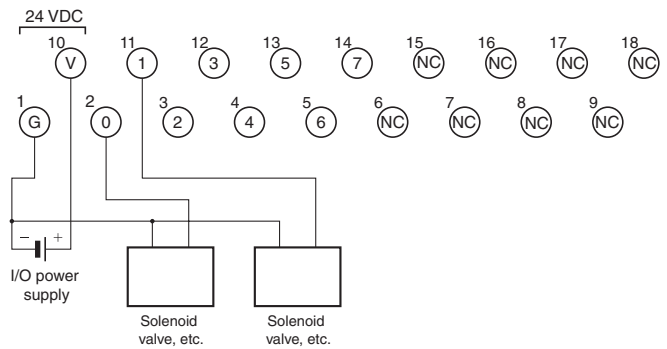 24 VDC
10 11 12 13 14 15 16 17 18
V 1 3 5 7 NC NC NC NC
1 2 3 4 5 6 7 8 9
G 0 2 4 6 NC NC NC NC
− +
I/O power
supply
Solenoid
valve, etc.
Solenoid
valve, etc.